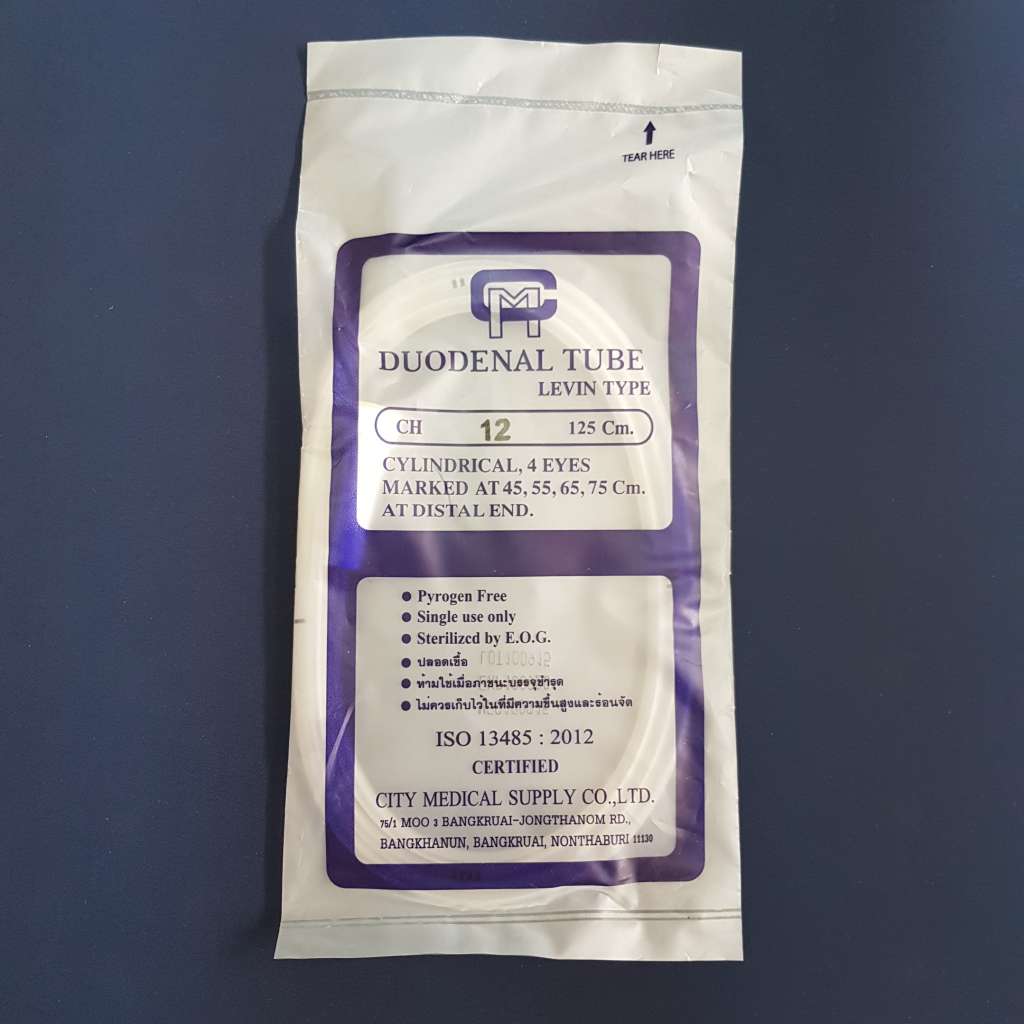 TEAR HERE
CM
DUODENAL TUBE
LEVIN TYPE
CH 12 125 Cm.
CYLINDRICAL, 4 EYES
MARKED AT 45, 55, 65, 75 Cm.
AT DISTAL END.
● Pyrogen Free
● Single use only
● Sterilized by E.O.G.
● ปลอดเชื้อ
● ห้ามใช้เมื่อภาชนะบรรจุชำรุด
● ไม่ควรเก็บไว้ในที่มีความชื้นสูงและร้อนจัด
ISO 13485 : 2012
CERTIFIED
CITY MEDICAL SUPPLY CO.,LTD.
75/1 MOO 3 BANGKRUAI-JONGTHANOM RD.,
BANGKHANUN, BANGKRUAI, NONTHABURI 11130